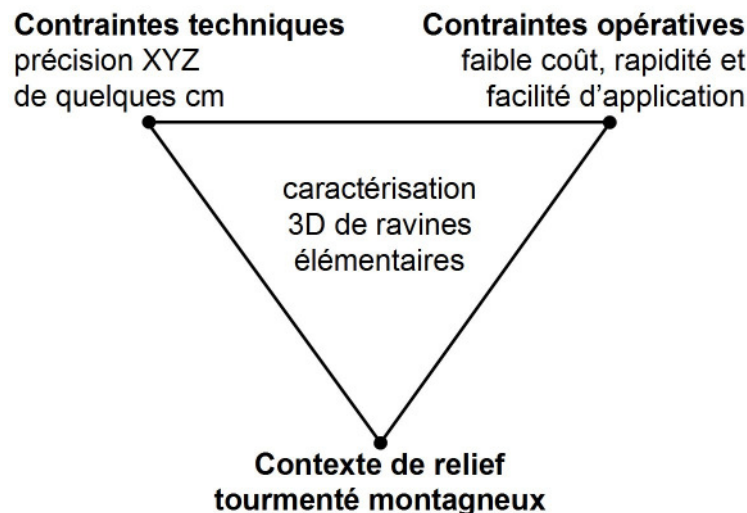 Contraintes techniques
précision XYZ
de quelques cm
Contraintes opératives
faible coût, rapidité et
facilité d'application
caractérisation
3D de ravines
élémentaires
Contexte de relief
tourmenté montagneux